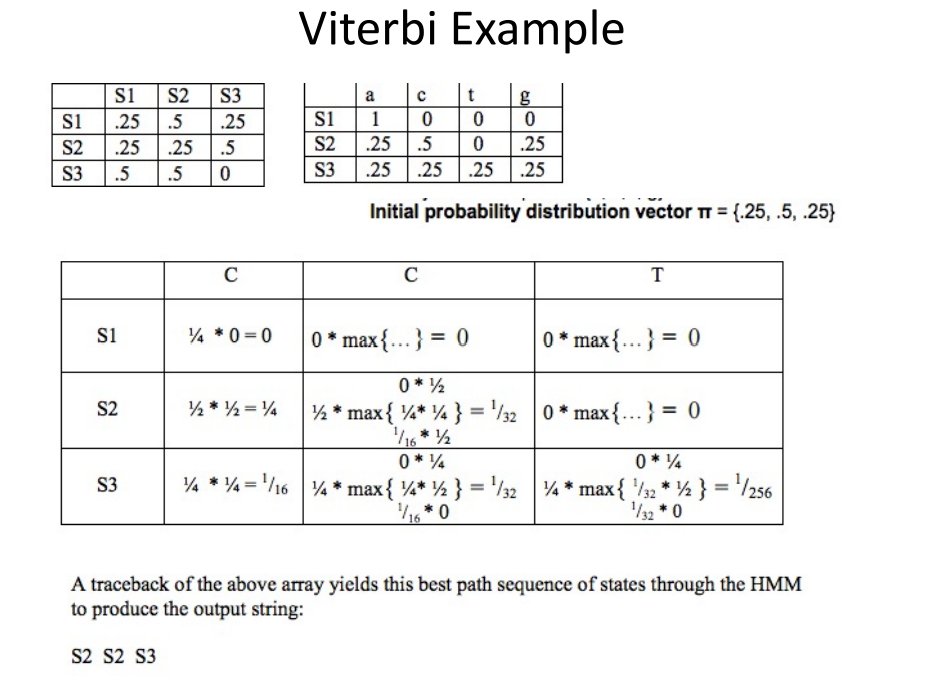 Viterbi Example
S1 S2 S3
S1 .25 .5 .25
S2 .25 .25 .5
S3 .5 .5 0
a c t g
S1 1 0 0 0
S2 .25 .5 0 .25
S3 .25 .25 .25 .25
Initial probability distribution vector π = {.25, .5, .25}
C C T
S1 ¼ * 0 = 0 0 * max{...} = 0 0 * max{...} = 0
0 * ½
S2 ½ * ½ = ¼ ½ * max{ ¼* ¼ } = 1/32 0 * max{...} = 0
1/16 * ½
0 * ¼ 0 * ¼
S3 ¼ * ¼ = 1/16 ¼ * max{ ¼* ½ } = 1/32 ¼ * max{ 1/32 * ½ } = 1/256
1/16 * 0 1/32 * 0
A traceback of the above array yields this best path sequence of states through the HMM
to produce the output string:
S2 S2 S3